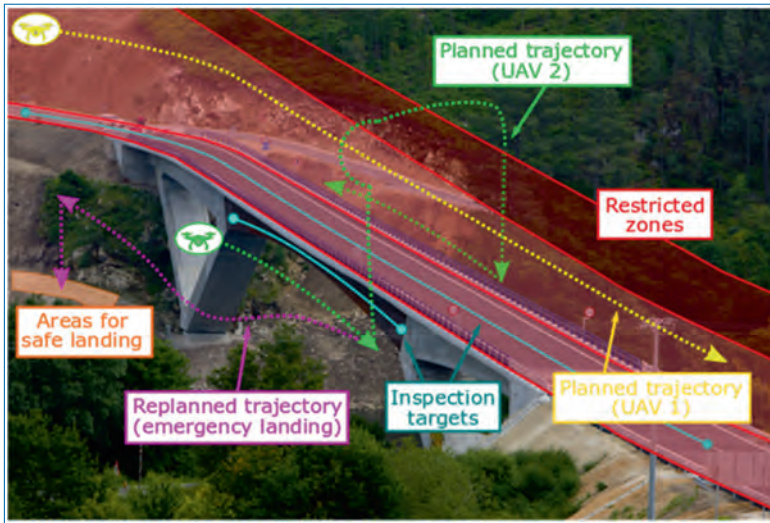 Planned trajectory
(UAV 2)
Restricted
zones
Areas for
safe landing
Replanned trajectory
(emergency landing)
Inspection
targets
Planned trajectory
(UAV 1)